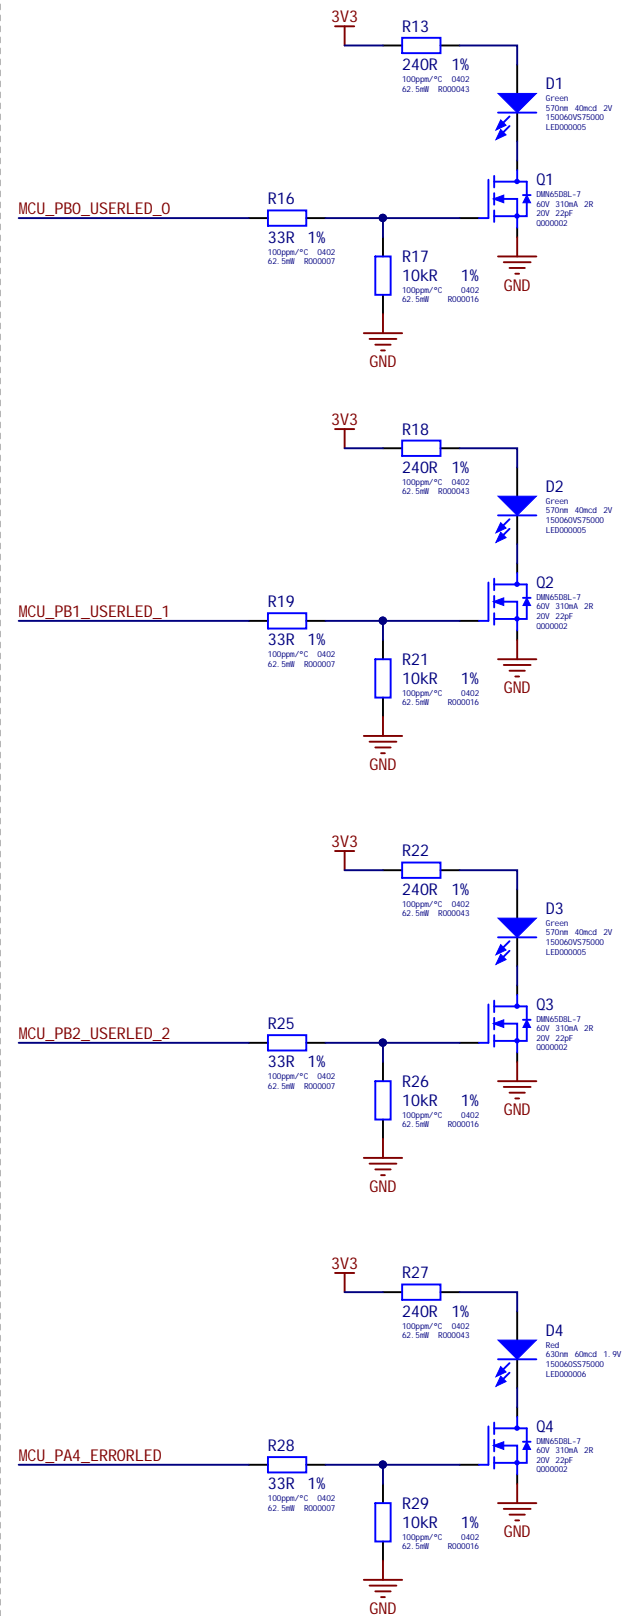 3V3
R13
240R 1%
100ppm/°C 0402
62.5mW R000043
D1
Green
570nm 40mcd 2V
150060VS75000
LED000005
Q1
DMN65D8L-7
60V 310mA 2R
20V 22pF
Q000002
GND
MCU_PB0_USERLED_0
R16
33R 1%
100ppm/°C 0402
62.5mW R000007
R17
10kR 1%
100ppm/°C 0402
62.5mW R000016
GND
3V3
R18
240R 1%
100ppm/°C 0402
62.5mW R000043
D2
Green
570nm 40mcd 2V
150060VS75000
LED000005
Q2
DMN65D8L-7
60V 310mA 2R
20V 22pF
Q000002
GND
MCU_PB1_USERLED_1
R19
33R 1%
100ppm/°C 0402
62.5mW R000007
R21
10kR 1%
100ppm/°C 0402
62.5mW R000016
GND
3V3
R22
240R 1%
100ppm/°C 0402
62.5mW R000043
D3
Green
570nm 40mcd 2V
150060VS75000
LED000005
Q3
DMN65D8L-7
60V 310mA 2R
20V 22pF
Q000002
GND
MCU_PB2_USERLED_2
R25
33R 1%
100ppm/°C 0402
62.5mW R000007
R26
10kR 1%
100ppm/°C 0402
62.5mW R000016
GND
3V3
R27
240R 1%
100ppm/°C 0402
62.5mW R000043
D4
Red
630nm 60mcd 1.9V
150060SS75000
LED000006
Q4
DMN65D8L-7
60V 310mA 2R
20V 22pF
Q000002
GND
MCU_PA4_ERRORLED
R28
33R 1%
100ppm/°C 0402
62.5mW R000007
R29
10kR 1%
100ppm/°C 0402
62.5mW R000016
GND